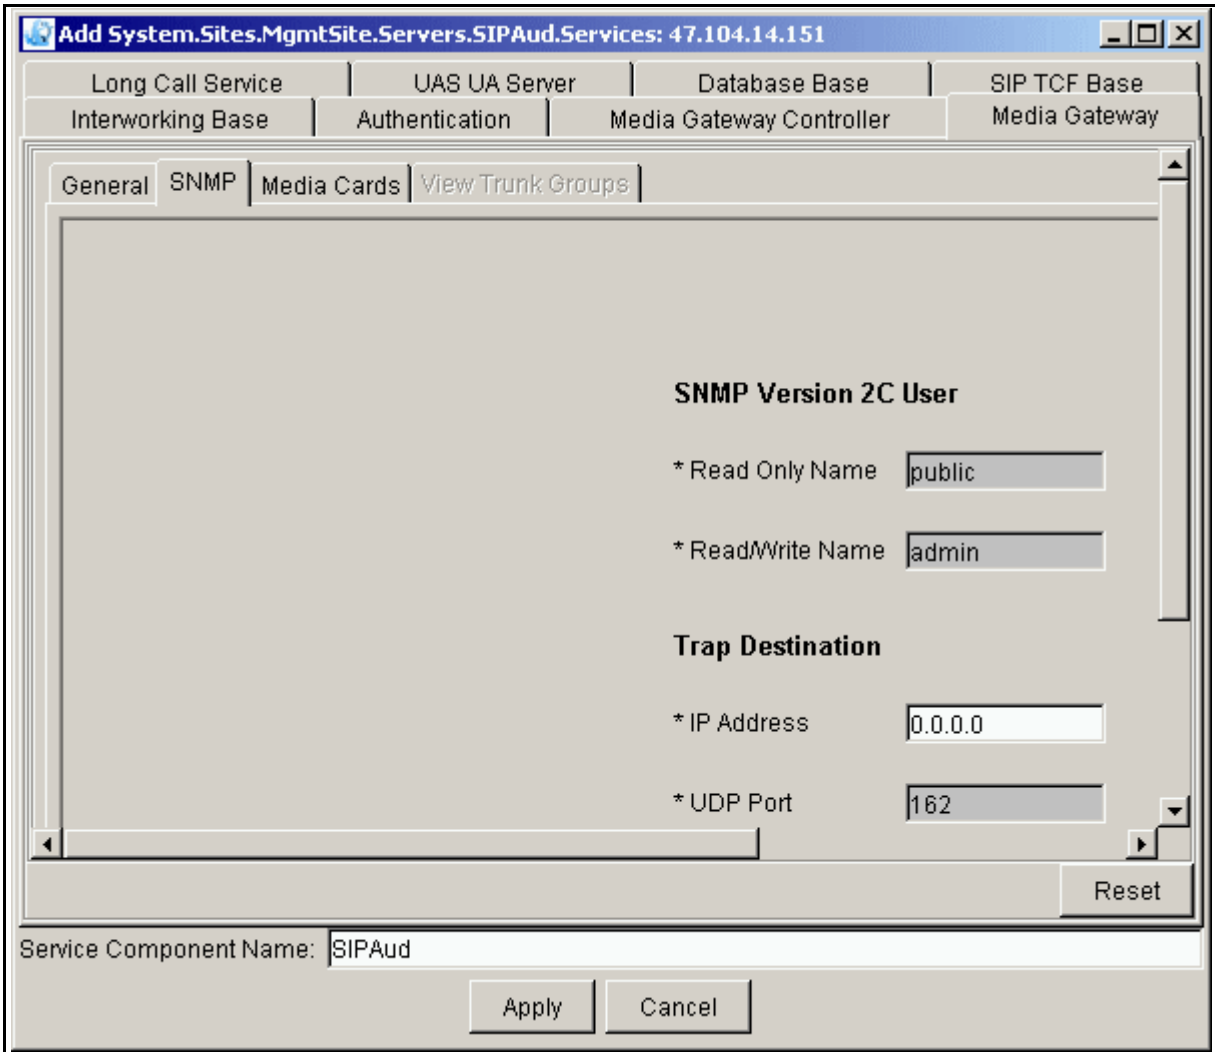 Add System.Sites.MgmtSite.Servers.SIPAud.Services: 47.104.14.151
Long Call Service UAS UA Server Database Base SIP TCF Base
Interworking Base Authentication Media Gateway Controller Media Gateway
General SNMP Media Cards View Trunk Groups
SNMP Version 2C User
* Read Only Name public
* Read/Write Name admin
Trap Destination
* IP Address 0.0.0.0
* UDP Port 162
Reset
Service Component Name: SIPAud
Apply Cancel